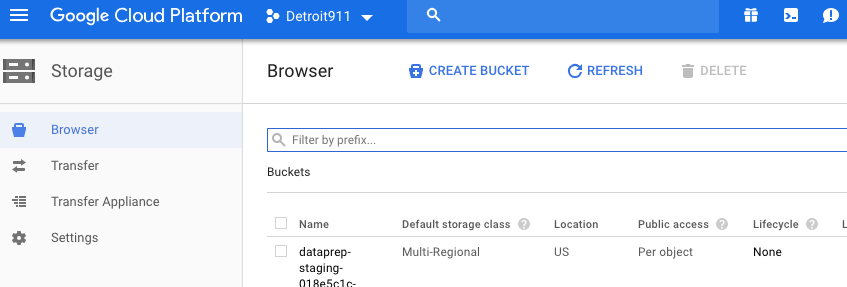 Google Cloud Platform Detroit911
Storage Browser CREATE BUCKET REFRESH DELETE
Browser
Transfer
Transfer Appliance
Settings
Filter by prefix...
Buckets
Name Default storage class Location Public access Lifecycle L
dataprep- Multi-Regional US Per object None
staging-
018e5c1c-